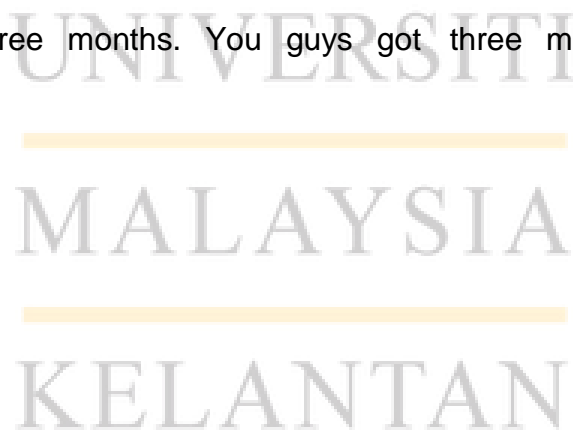 ree months. You guys got three m
UNIVERSITI
MALAYSIA
KELANTAN